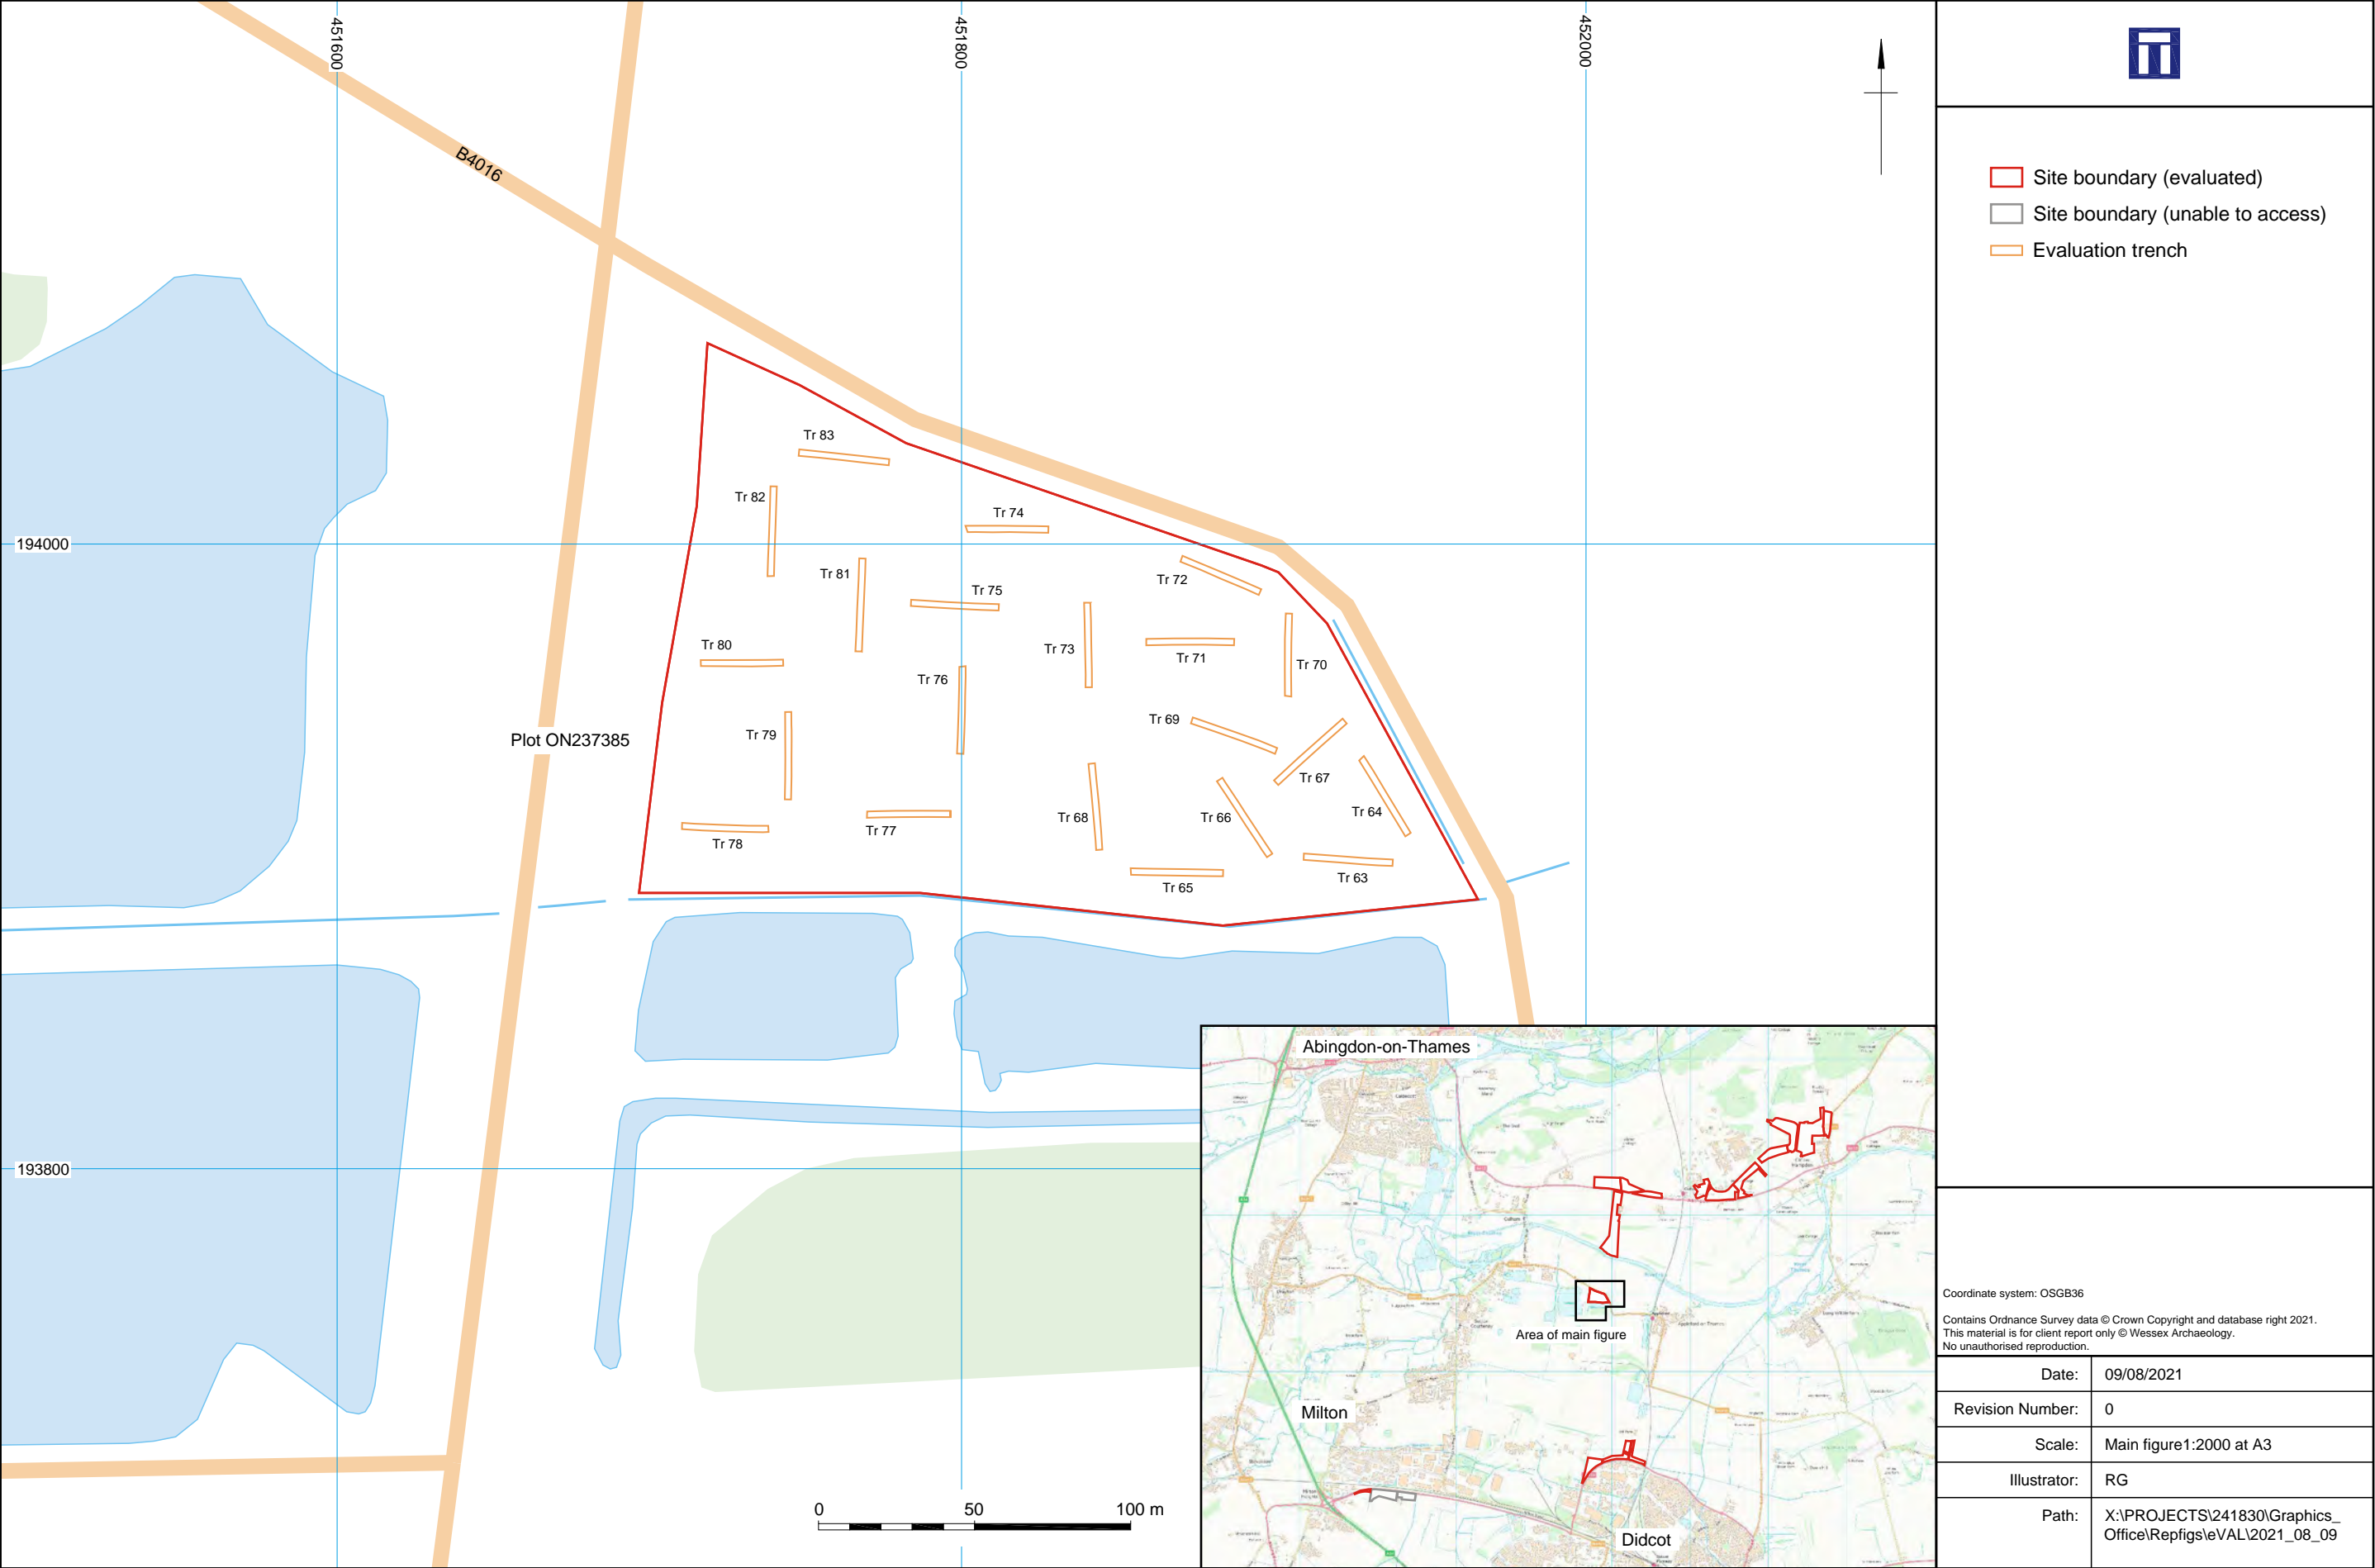 451600
451800
452000
B4016
Site boundary (evaluated)
Site boundary (unable to access)
Evaluation trench
Tr 83
Tr 82
Tr 74
194000
Tr 81
Tr 72
Tr 75
Tr 80
Tr 73
Tr 71
Tr 70
Tr 76
Tr 69
Tr 79
Plot ON237385
Tr 67
Tr 64
Tr 68
Tr 66
Tr 77
Tr 78
Tr 63
Tr 65
193800
Abingdon-on-Thames
Area of main figure
Milton
Didcot
0 50 100 m
Coordinate system: OSGB36
Contains Ordnance Survey data © Crown Copyright and database right 2021.
This material is for client report only © Wessex Archaeology.
No unauthorised reproduction.
Date: 09/08/2021
Revision Number: 0
Scale: Main figure1:2000 at A3
Illustrator: RG
Path: X:\PROJECTS\241830\Graphics_
Office\Repfigs\eVAL\2021_08_09